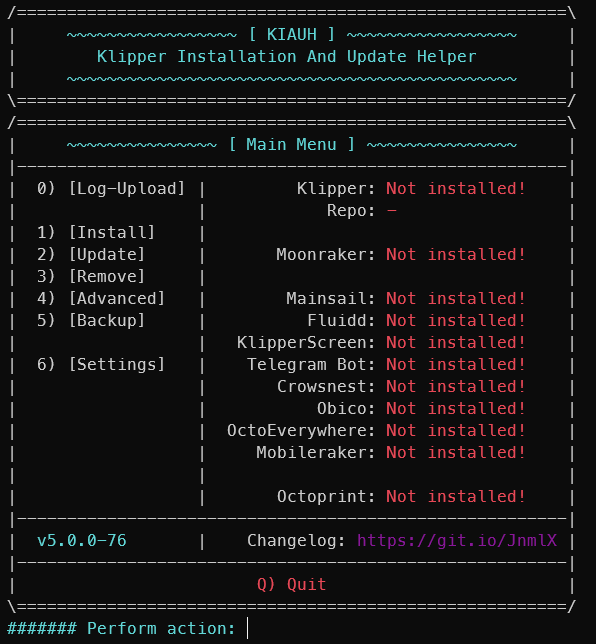 /=======================================================\
|     ~~~~~~~~~~~~~~~~~ [ KIAUH ] ~~~~~~~~~~~~~~~~~     |
|        Klipper Installation And Update Helper         |
|     ~~~~~~~~~~~~~~~~~~~~~~~~~~~~~~~~~~~~~~~~~~~~~     |
\=======================================================/
/=======================================================\
|     ~~~~~~~~~~~~~~~ [ Main Menu ] ~~~~~~~~~~~~~~~     |
|-------------------------------------------------------|
|  0) [Log-Upload] |         Klipper: Not installed!    |
|                  |            Repo: -                 |
|  1) [Install]    |                                    |
|  2) [Update]     |       Moonraker: Not installed!    |
|  3) [Remove]     |                                    |
|  4) [Advanced]   |        Mainsail: Not installed!    |
|  5) [Backup]     |          Fluidd: Not installed!    |
|                  |   KlipperScreen: Not installed!    |
|  6) [Settings]   |    Telegram Bot: Not installed!    |
|                  |       Crowsnest: Not installed!    |
|                  |           Obico: Not installed!    |
|                  |  OctoEverywhere: Not installed!    |
|                  |     Mobileraker: Not installed!    |
|                  |                                    |
|                  |       Octoprint: Not installed!    |
|-------------------------------------------------------|
|  v5.0.0-76       |    Changelog: https://git.io/JnmlX |
|-------------------------------------------------------|
|                        Q) Quit                        |
\=======================================================/
####### Perform action: